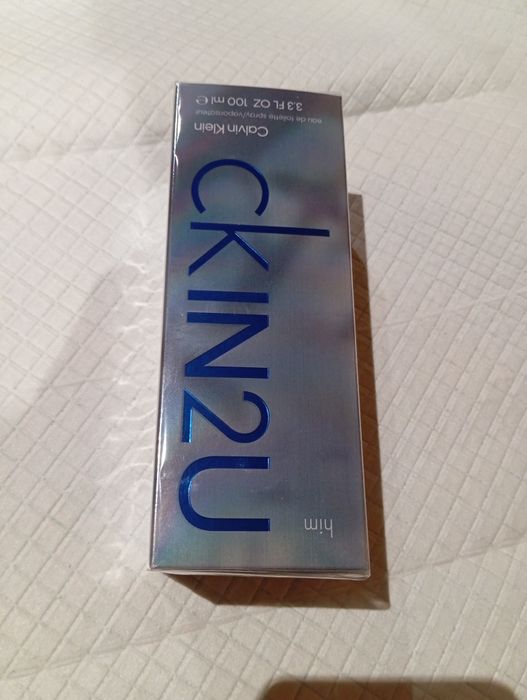 him
ckIN2U
Calvin Klein
eau de toilette spray/vaporisateur
3.3 FL OZ 100 ml ℮